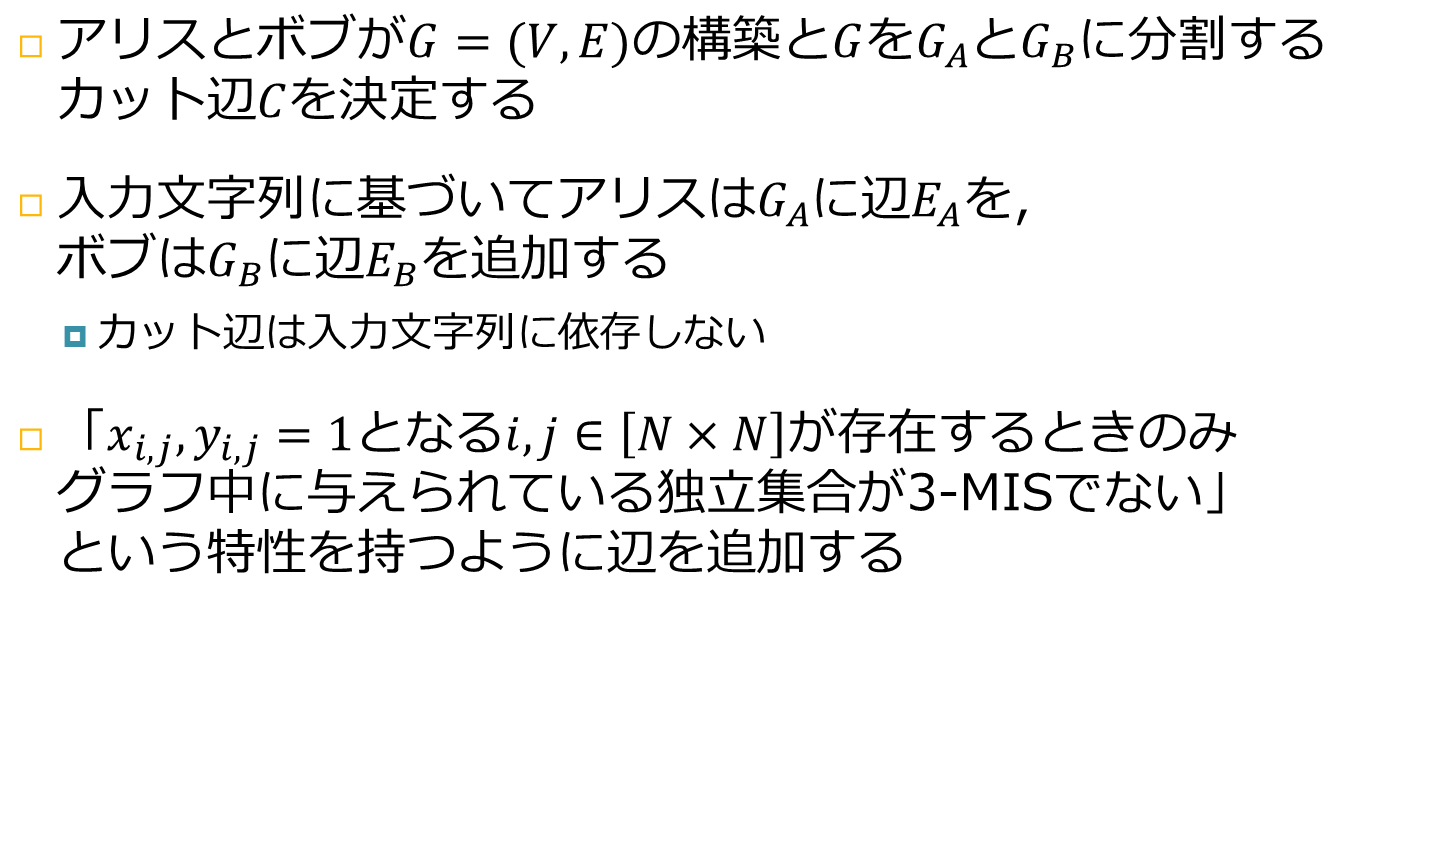 アリスとボブが𝐺 = (𝑉, 𝐸)の構築と𝐺を𝐺_𝐴と𝐺_𝐵に分割する
カット辺𝐶を決定する
入力文字列に基づいてアリスは𝐺_𝐴に辺𝐸_𝐴を,
ボブは𝐺_𝐵に辺𝐸_𝐵を追加する
カット辺は入力文字列に依存しない
「𝑥_{𝑖,𝑗}, 𝑦_{𝑖,𝑗} = 1となる𝑖, 𝑗 ∈ [𝑁 × 𝑁]が存在するときのみ
グラフ中に与えられている独立集合が3-MISでない」
という特性を持つように辺を追加する